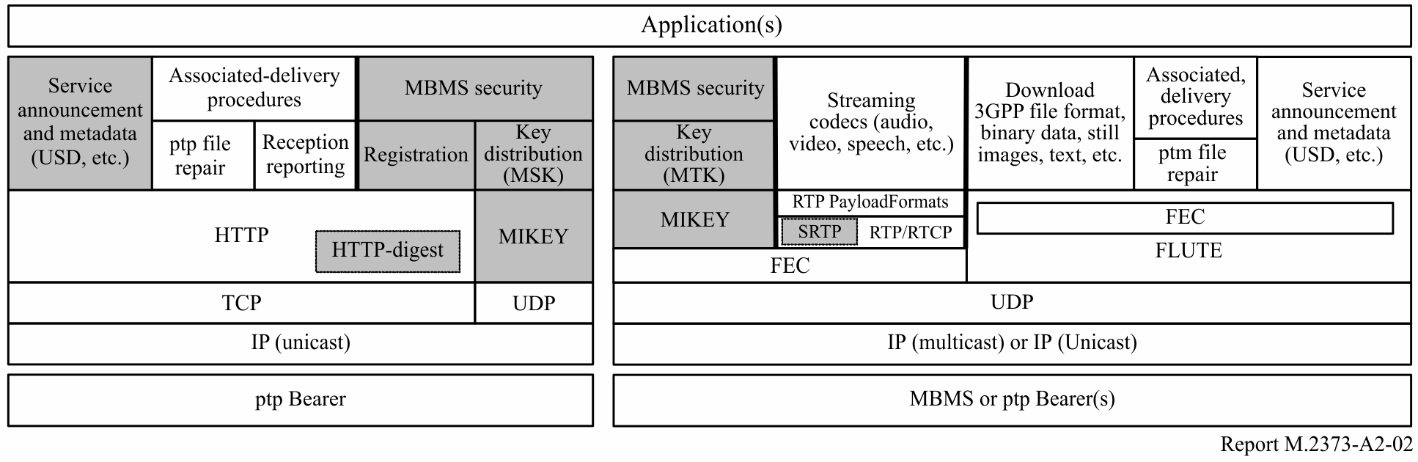 Application(s)
Service
announcement
and metadata
(USD, etc.)
Associated-delivery
procedures
ptp file
repair
Reception
reporting
MBMS security
Registration
Key
distribution
(MSK)
HTTP
HTTP-digest
MIKEY
TCP
UDP
IP (unicast)
ptp Bearer
MBMS security
Key
distribution
(MTK)
MIKEY
Streaming
codecs (audio,
video, speech, etc.)
RTP PayloadFormats
SRTP
RTP/RTCP
FEC
Download
3GPP file format,
binary data, still
images, text, etc.
Associated,
delivery
procedures
ptm file
repair
Service
announcement
and metadata
(USD, etc.)
FEC
FLUTE
UDP
IP (multicast) or IP (Unicast)
MBMS or ptp Bearer(s)
Report M.2373-A2-02